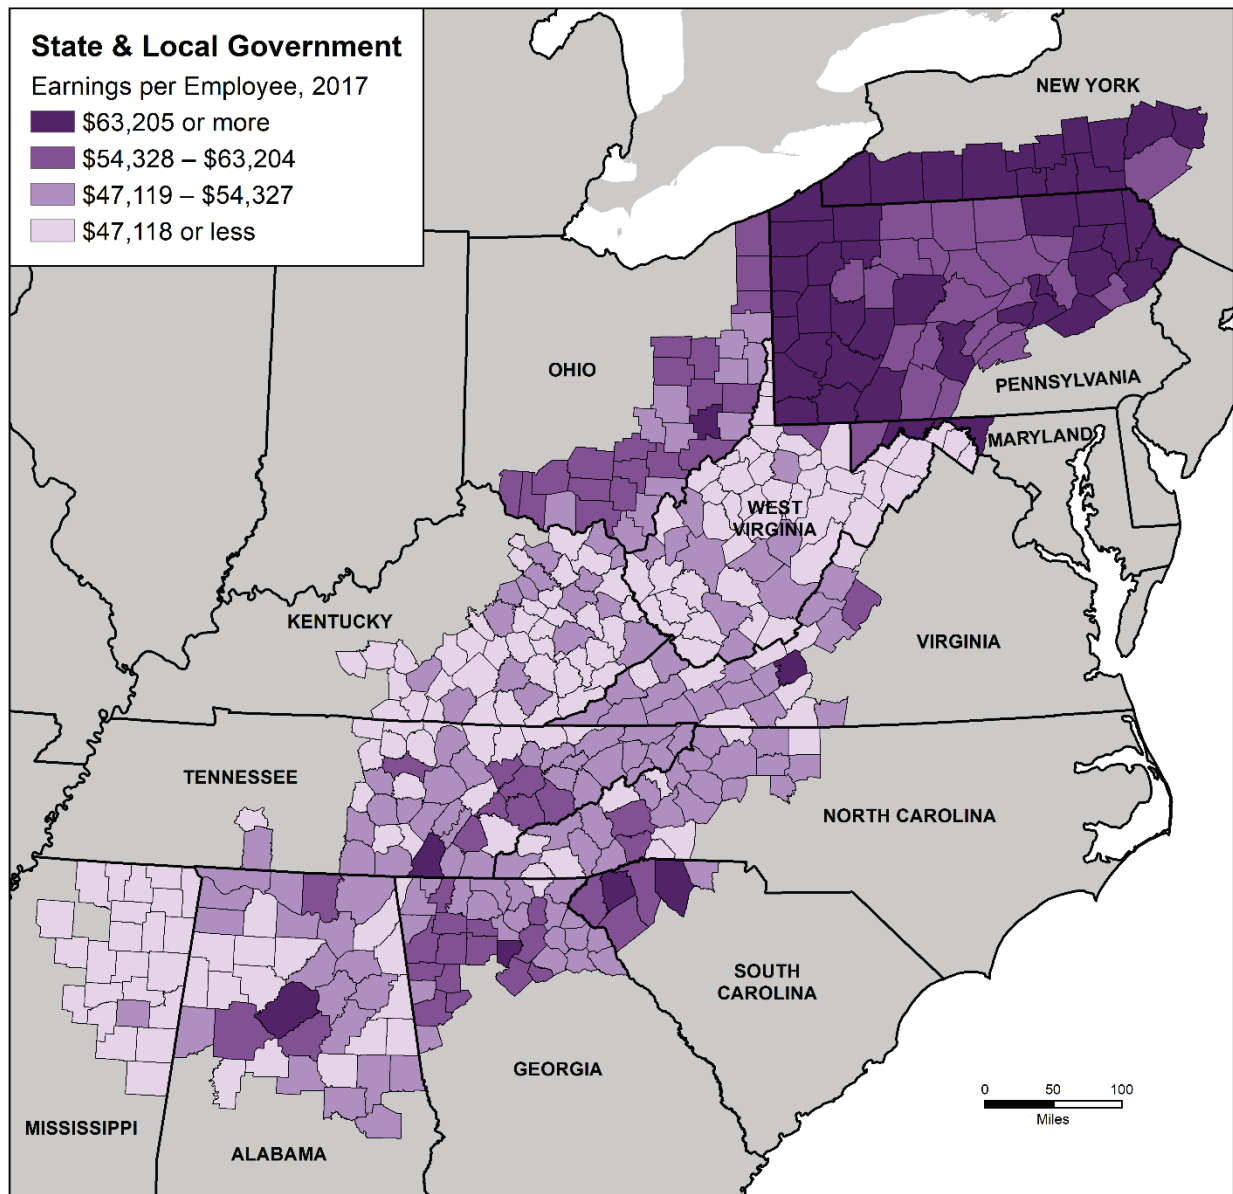 State & Local Government
Earnings per Employee, 2017
$63,205 or more
$54,328 – $63,204
$47,119 – $54,327
$47,118 or less
NEW YORK
OHIO
PENNSYLVANIA
MARYLAND
WEST
VIRGINIA
KENTUCKY
VIRGINIA
TENNESSEE
NORTH CAROLINA
SOUTH
CAROLINA
GEORGIA
MISSISSIPPI
ALABAMA
0 50 100
Miles